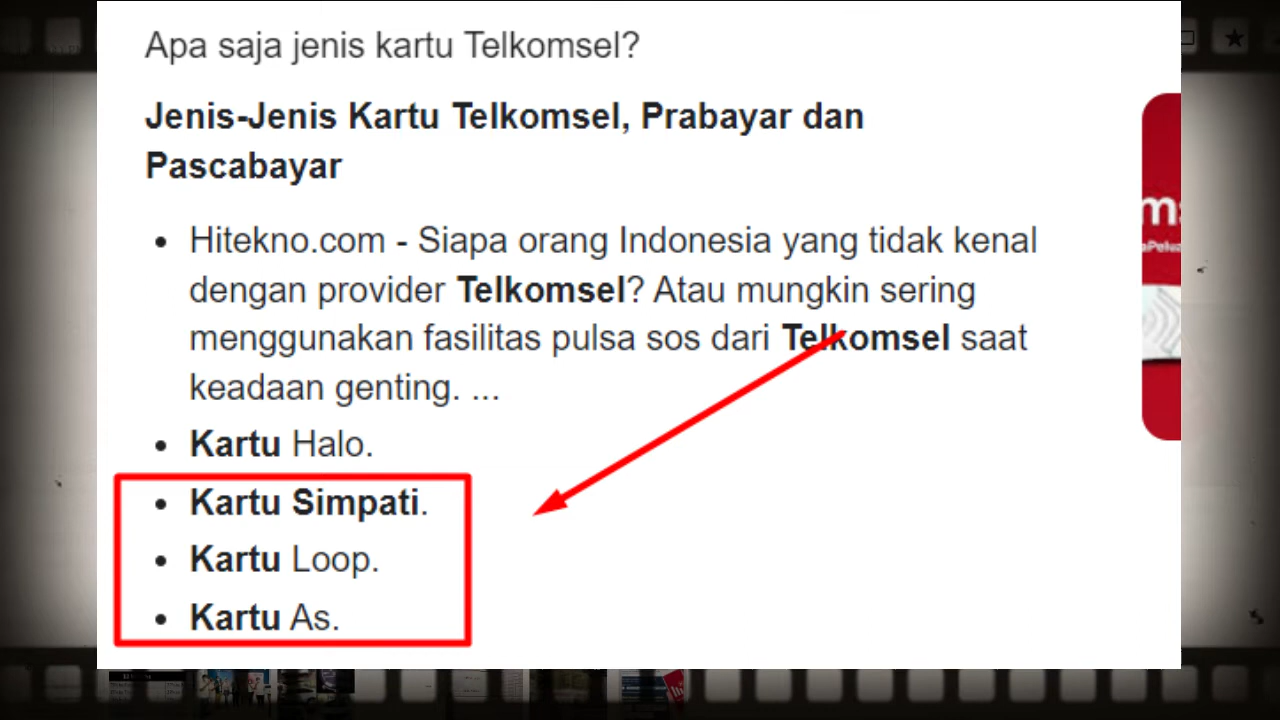 Apa saja jenis kartu Telkomsel?
Jenis-Jenis Kartu Telkomsel, Prabayar dan
Pascabayar
• Hitekno.com - Siapa orang Indonesia yang tidak kenal
dengan provider Telkomsel? Atau mungkin sering
menggunakan fasilitas pulsa sos dari Telkomsel saat
keadaan genting. ...
• Kartu Halo.
• Kartu Simpati.
• Kartu Loop.
• Kartu As.